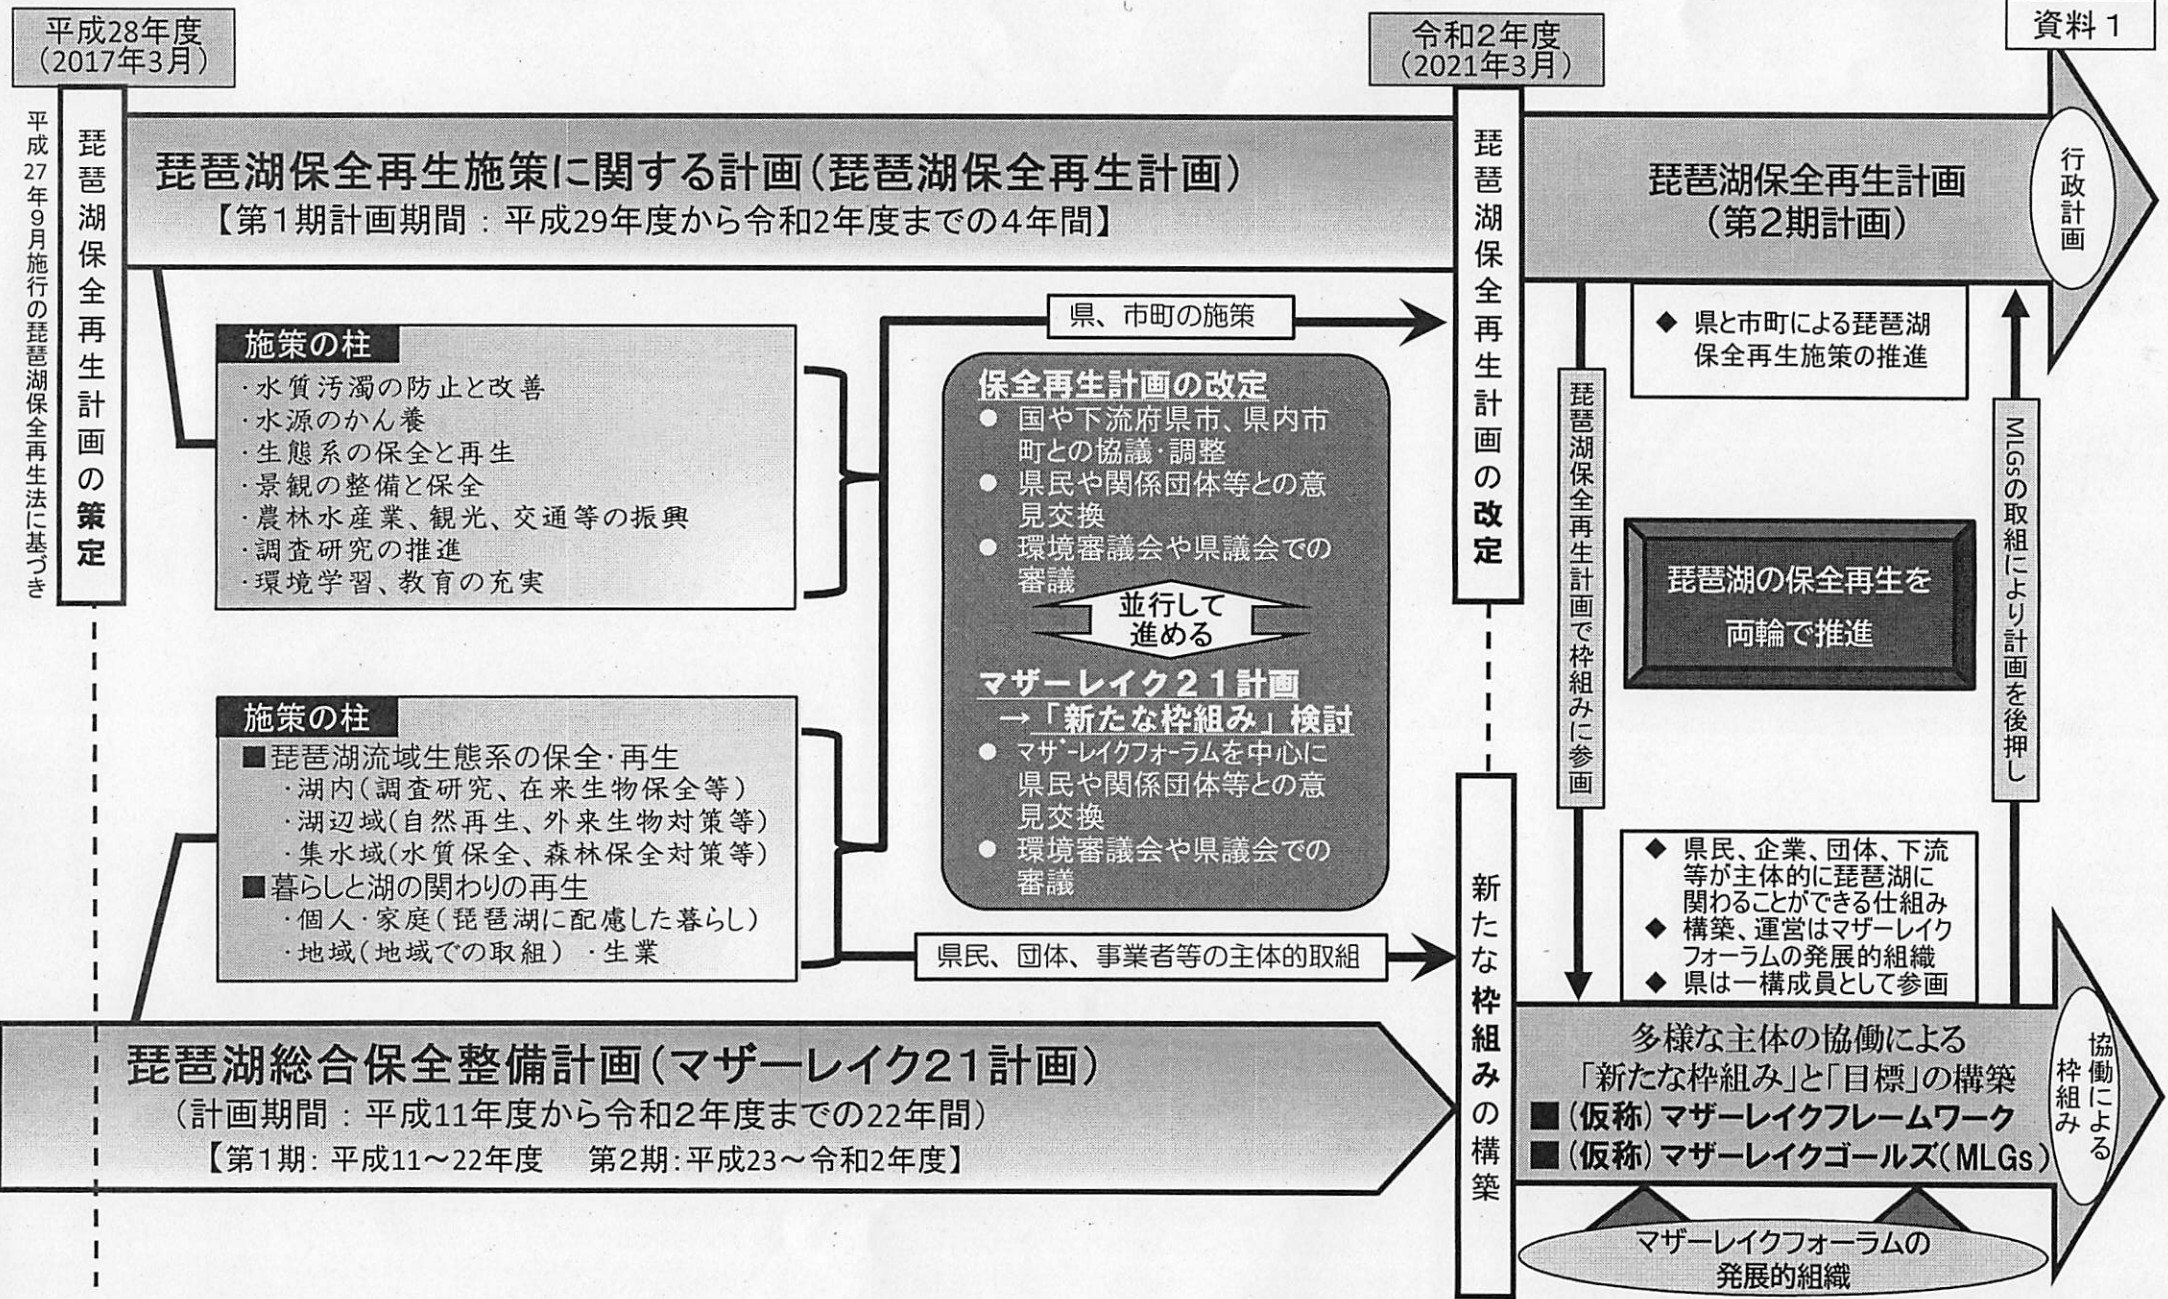 資料１
平成28年度
（2017年3月）
令和２年度
（2021年3月）
平成27年９月施行の琵琶湖保全再生法に基づき
琵琶湖保全再生計画の策定
琵琶湖保全再生施策に関する計画（琵琶湖保全再生計画）
【第１期計画期間：平成29年度から令和2年度までの４年間】
琵琶湖保全再生計画の改定
琵琶湖保全再生計画
（第２期計画）
行政計画
施策の柱
・水質汚濁の防止と改善
・水源のかん養
・生態系の保全と再生
・景観の整備と保全
・農林水産業、観光、交通等の振興
・調査研究の推進
・環境学習、教育の充実
県、市町の施策
保全再生計画の改定
● 国や下流府県市、県内市
町との協議・調整
● 県民や関係団体等との意
見交換
● 環境審議会や県議会での
審議
並行して
進める
マザーレイク２１計画
→「新たな枠組み」検討
● マザーレイクフォーラムを中心に
県民や関係団体等との意
見交換
● 環境審議会や県議会での
審議
◆ 県と市町による琵琶湖
保全再生施策の推進
琵琶湖保全再生計画で枠組みに参画
琵琶湖の保全再生を
両輪で推進
MLGsの取組により計画を後押し
施策の柱
■琵琶湖流域生態系の保全・再生
・湖内（調査研究、在来生物保全等）
・湖辺域（自然再生、外来生物対策等）
・集水域（水質保全、森林保全対策等）
■暮らしと湖の関わりの再生
・個人・家庭（琵琶湖に配慮した暮らし）
・地域（地域での取組） ・生業
県民、団体、事業者等の主体的取組
新たな枠組みの構築
◆ 県民、企業、団体、下流
等が主体的に琵琶湖に
関わることができる仕組み
◆ 構築、運営はマザーレイク
フォーラムの発展的組織
◆ 県は一構成員として参画
琵琶湖総合保全整備計画（マザーレイク２１計画）
（計画期間：平成11年度から令和２年度までの22年間）
【第１期：平成11～22年度 第２期：平成23～令和2年度】
多様な主体の協働による
「新たな枠組み」と「目標」の構築
■（仮称）マザーレイクフレームワーク
■（仮称）マザーレイクゴールズ（MLGs）
協働による
枠組み
マザーレイクフォーラムの
発展的組織